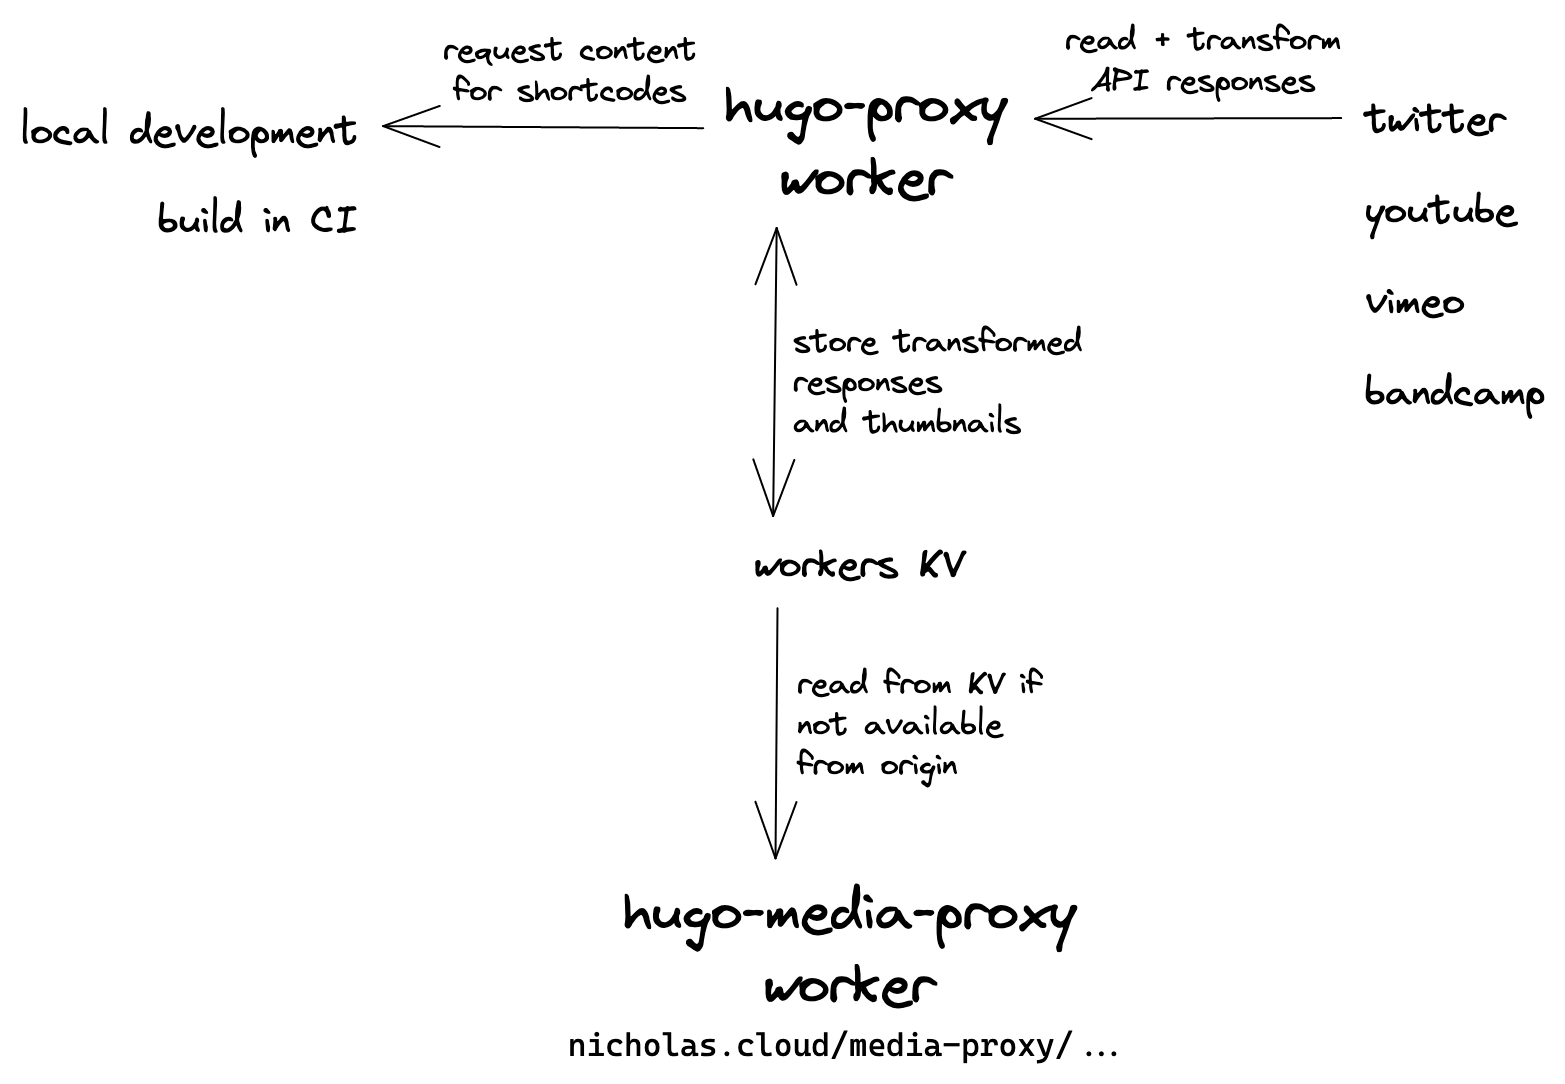 request content
for shortcodes
read + transform
API responses
local development
hugo-proxy
worker
twitter
build in CI
youtube
vimeo
bandcamp
store transformed
responses
and thumbnails
workers KV
read from KV if
not available
from origin
hugo-media-proxy
worker
nicholas.cloud/media-proxy/...